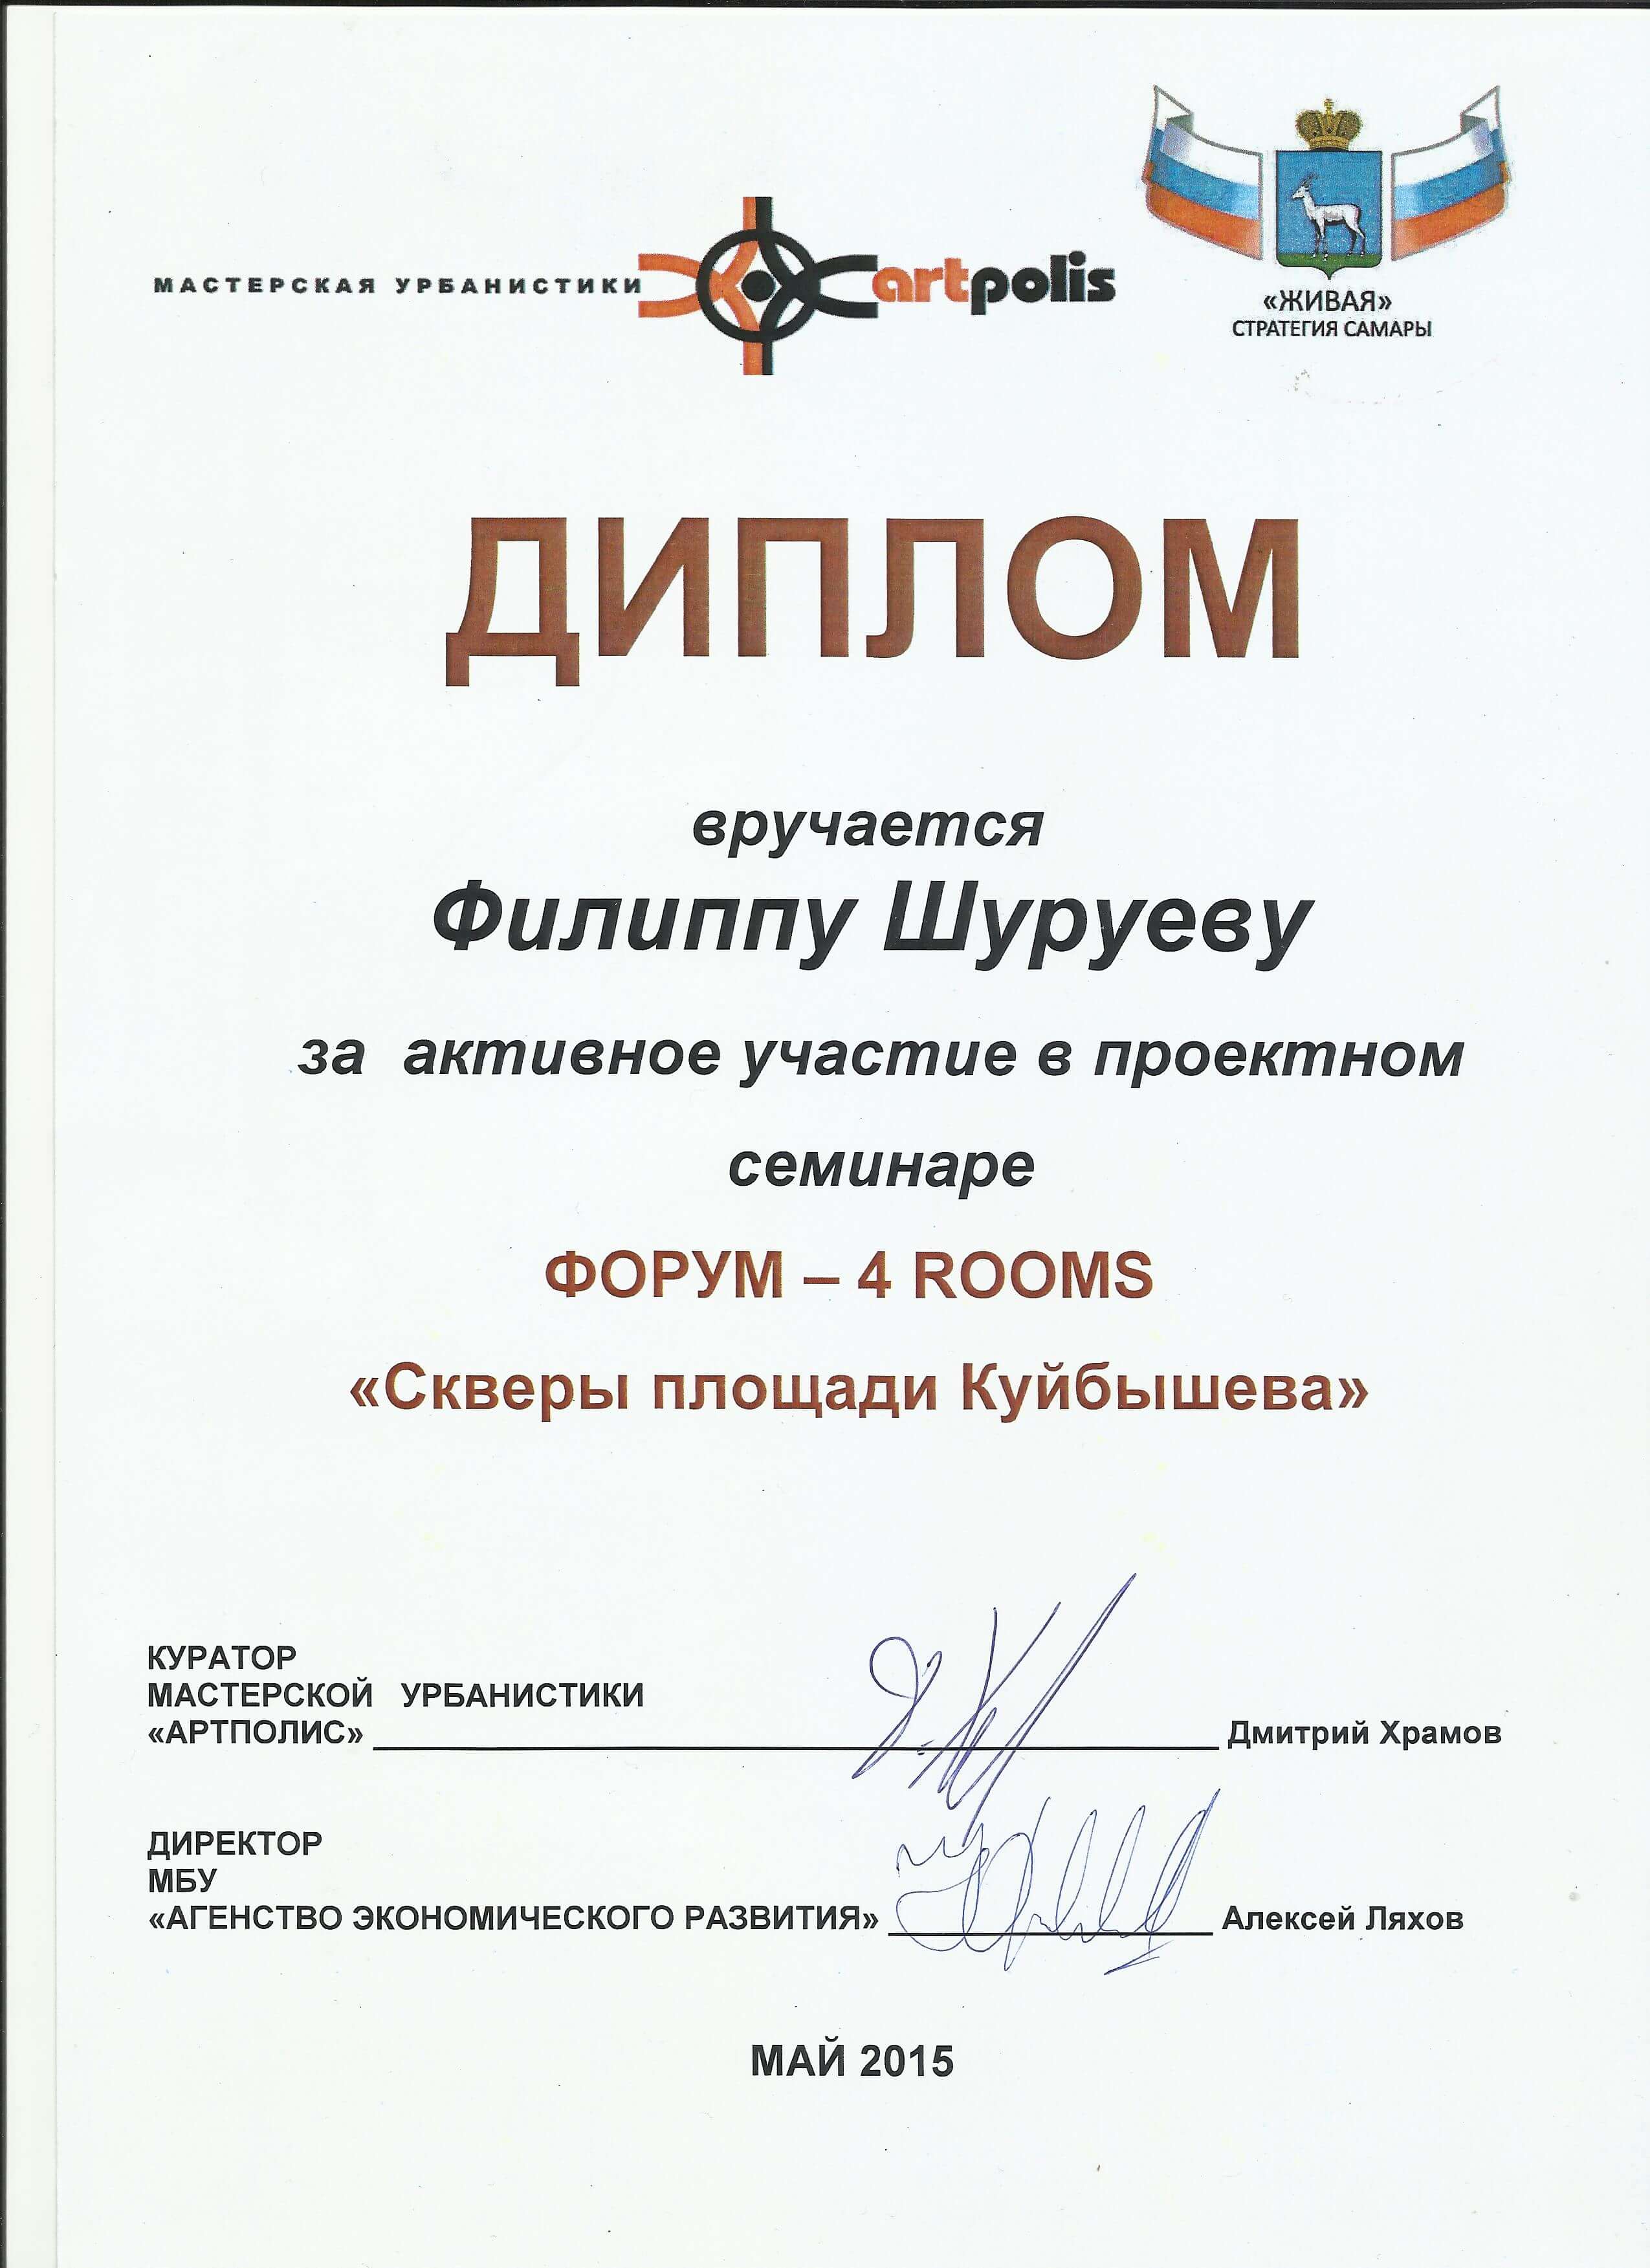 МАСТЕРСКАЯ УРБАНИСТИКИ
artpolis
«ЖИВАЯ»
СТРАТЕГИЯ САМАРЫ
ДИПЛОМ
вручается
Филиппу Шуруеву
за активное участие в проектном
семинаре
ФОРУМ – 4 ROOMS
«Скверы площади Куйбышева»
КУРАТОР
МАСТЕРСКОЙ УРБАНИСТИКИ
«АРТПОЛИС» Дмитрий Храмов
ДИРЕКТОР
МБУ
«АГЕНСТВО ЭКОНОМИЧЕСКОГО РАЗВИТИЯ» Алексей Ляхов
МАЙ 2015